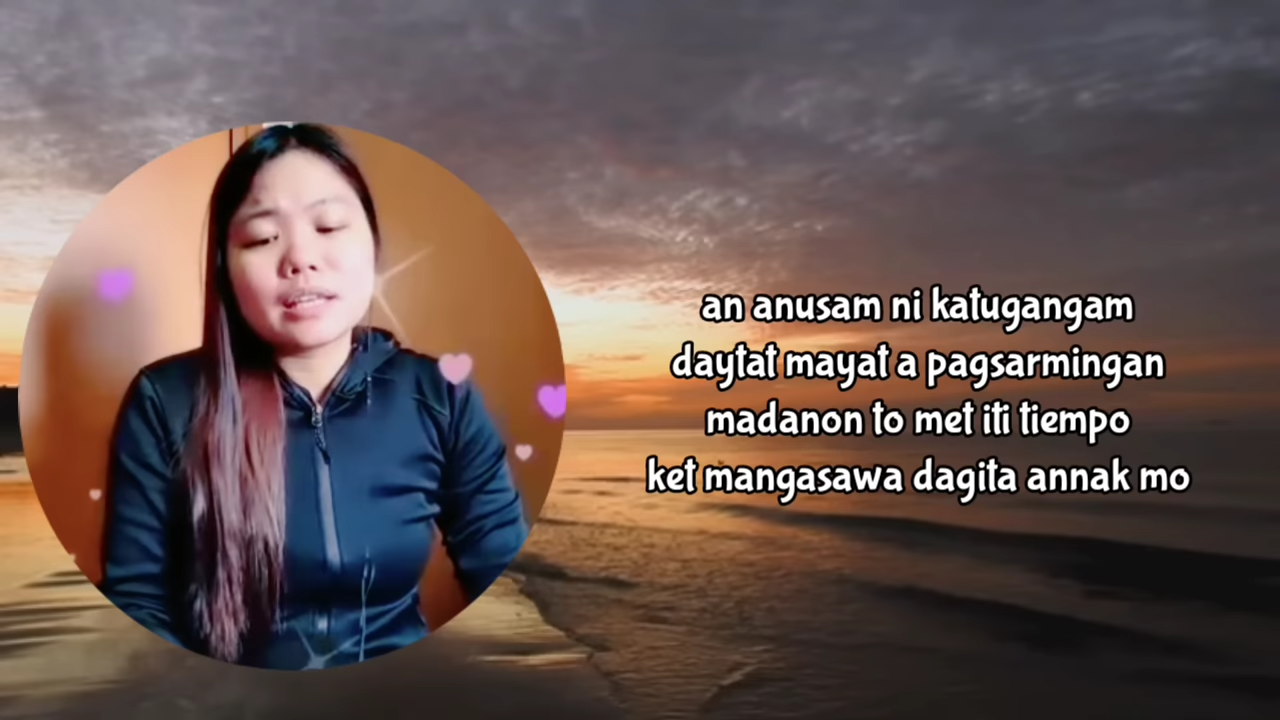 an anusam ni katugangam
daytat mayat a pagsarmingan
madanon to met iti tiempo
ket mangasawa dagita annak mo